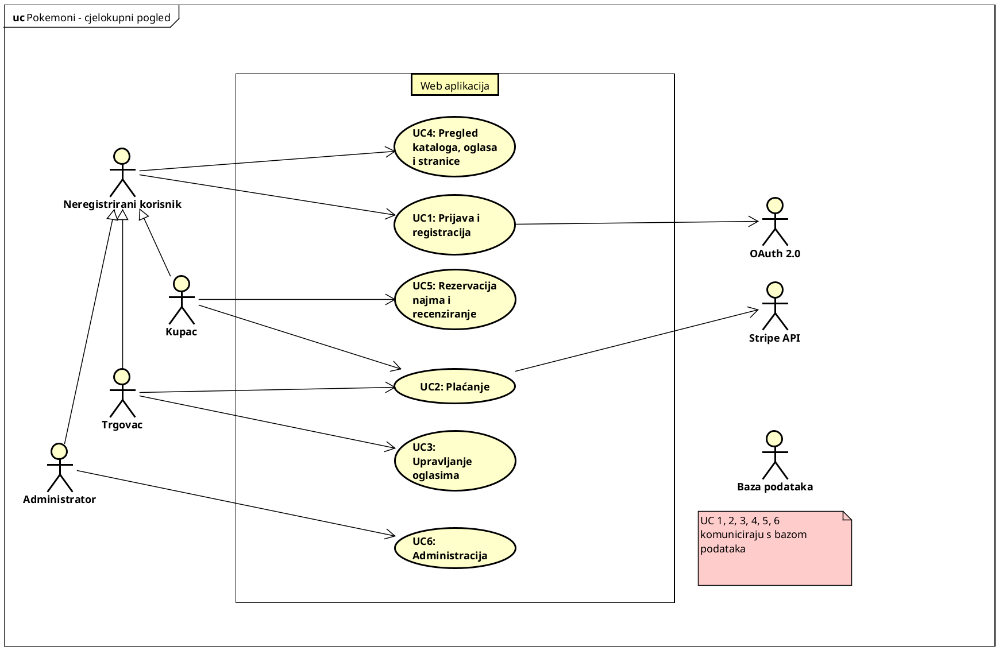 uc Pokemoni - cjelokupni pogled
Web aplikacija
UC4: Pregled
kataloga, oglasa
i stranice
Neregistrirani korisnik
UC1: Prijava i
registracija
OAuth 2.0
UC5: Rezervacija
najma i
recenziranje
Kupac
Stripe API
UC2: Plaćanje
Trgovac
UC3:
Upravljanje
oglasima
Baza podataka
Administrator
UC 1, 2, 3, 4, 5, 6
komuniciraju s bazom
podataka
UC6:
Administracija